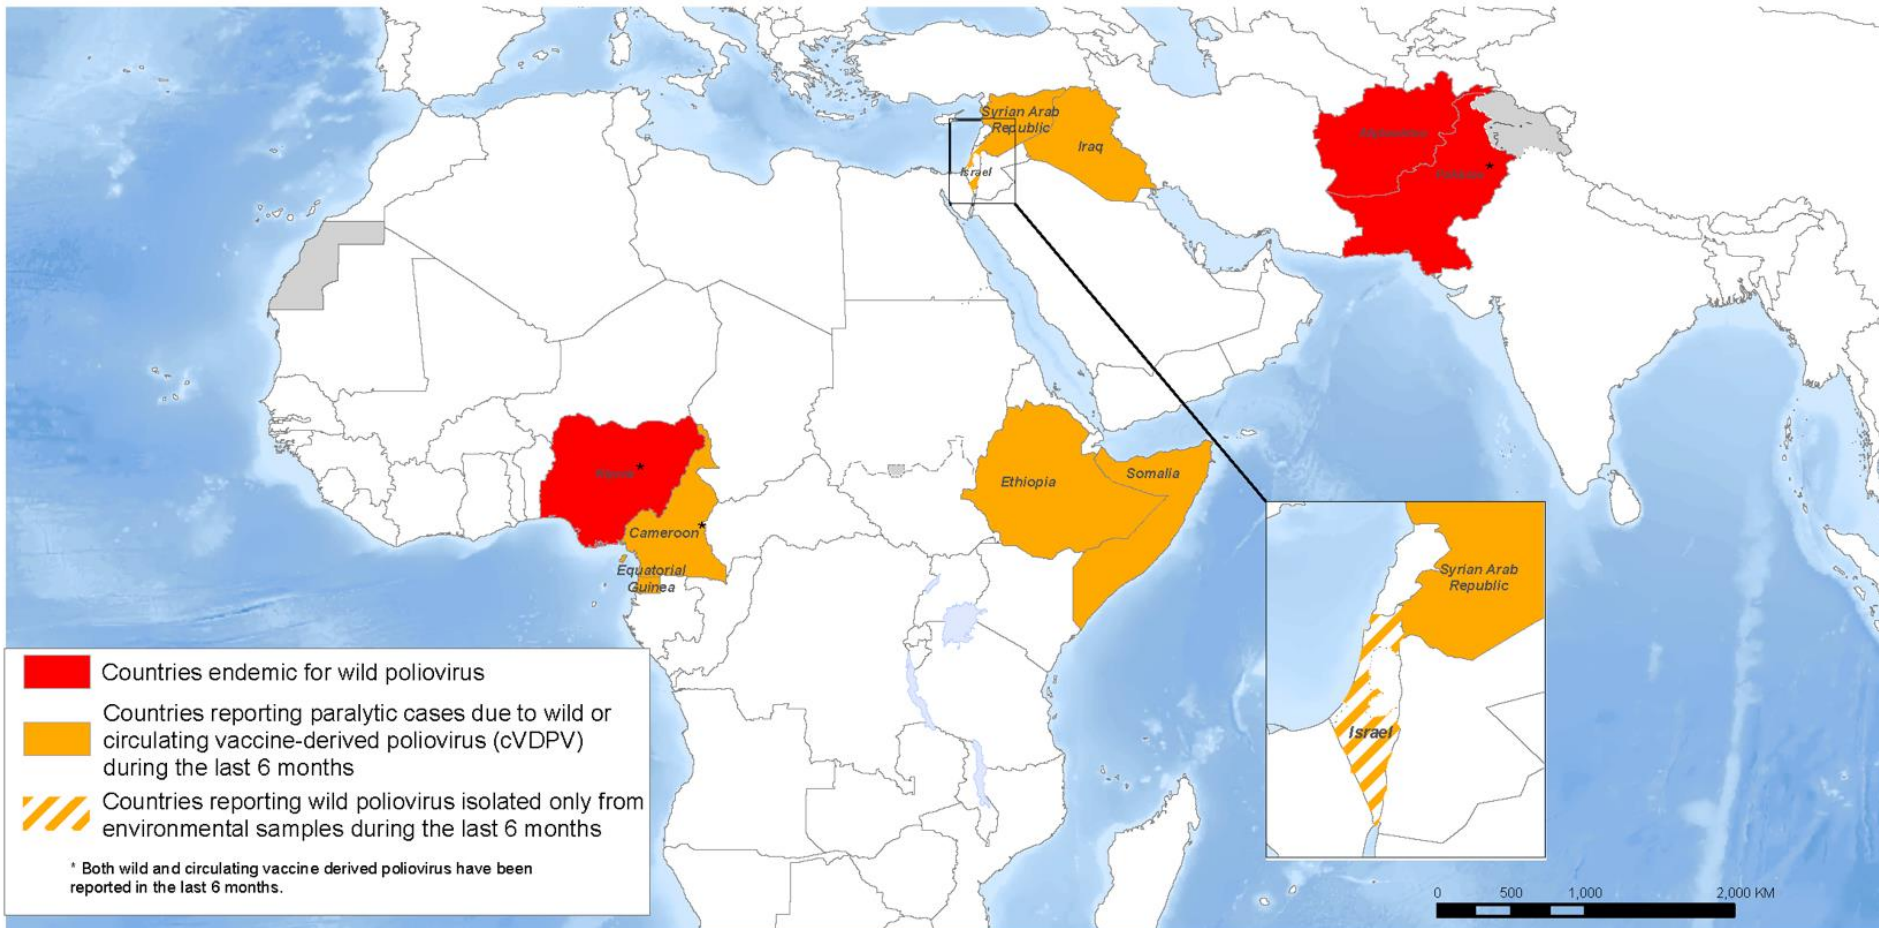 Syrian Arab
Republic
Iraq
Israel
Afghanistan
Pakistan *
Nigeria *
Ethiopia
Somalia
Cameroon *
Equatorial
Guinea
Syrian Arab
Republic
Israel
Countries endemic for wild poliovirus
Countries reporting paralytic cases due to wild or
circulating vaccine-derived poliovirus (cVDPV)
during the last 6 months
Countries reporting wild poliovirus isolated only from
environmental samples during the last 6 months
* Both wild and circulating vaccine derived poliovirus have been
reported in the last 6 months.
0 500 1,000 2,000 KM